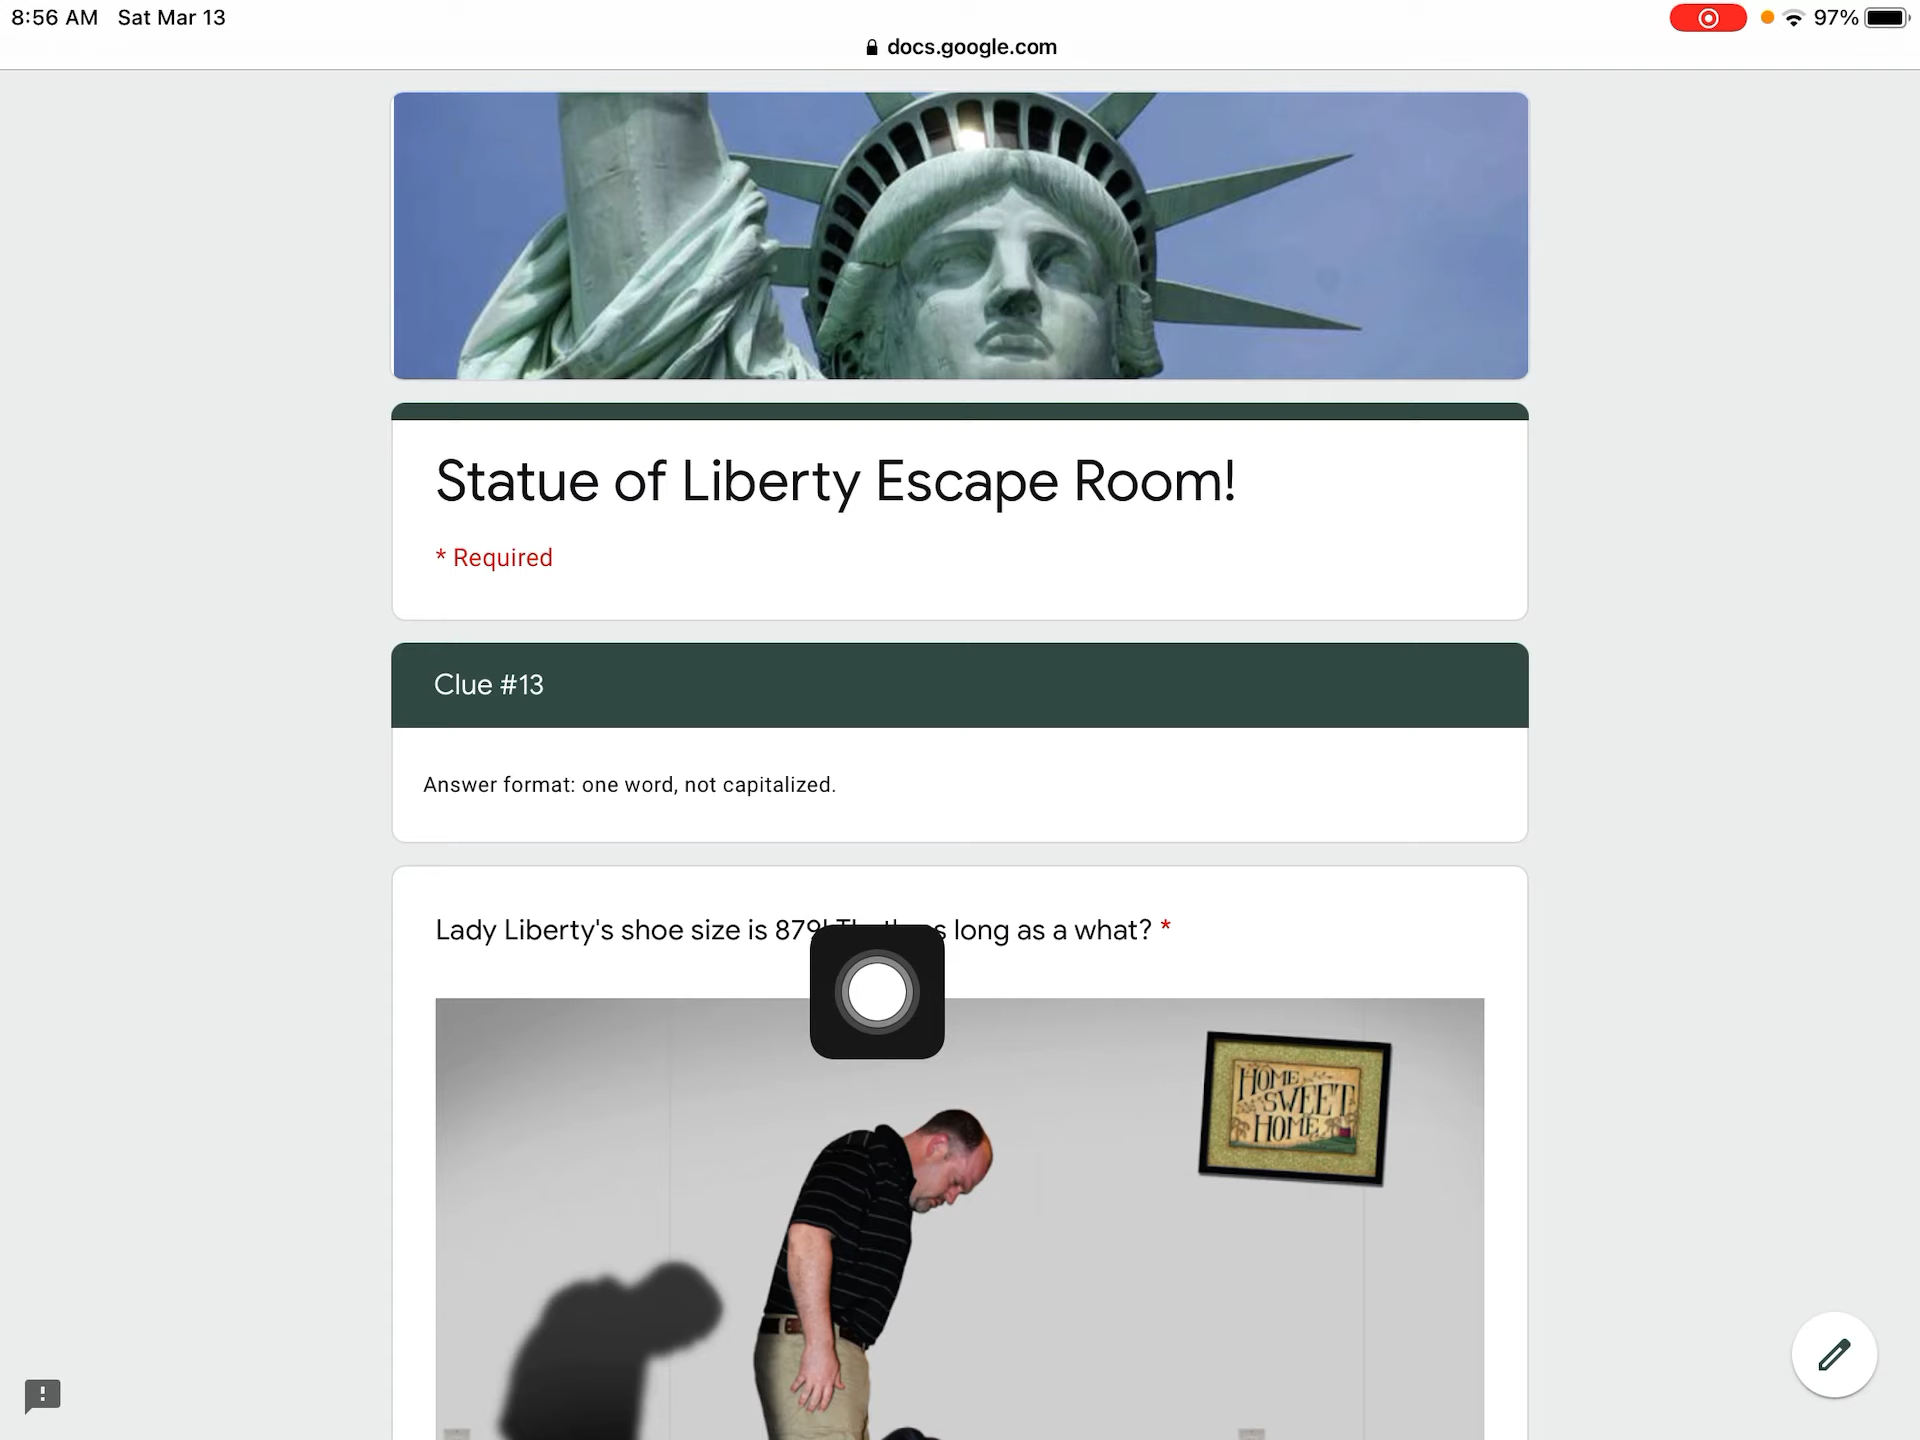 8:56 AM Sat Mar 13
97%
docs.google.com
Statue of Liberty Escape Room!
* Required
Clue #13
Answer format: one word, not capitalized.
Lady Liberty's shoe size is 879! long as a what? *
HOME
SWEET
HOME